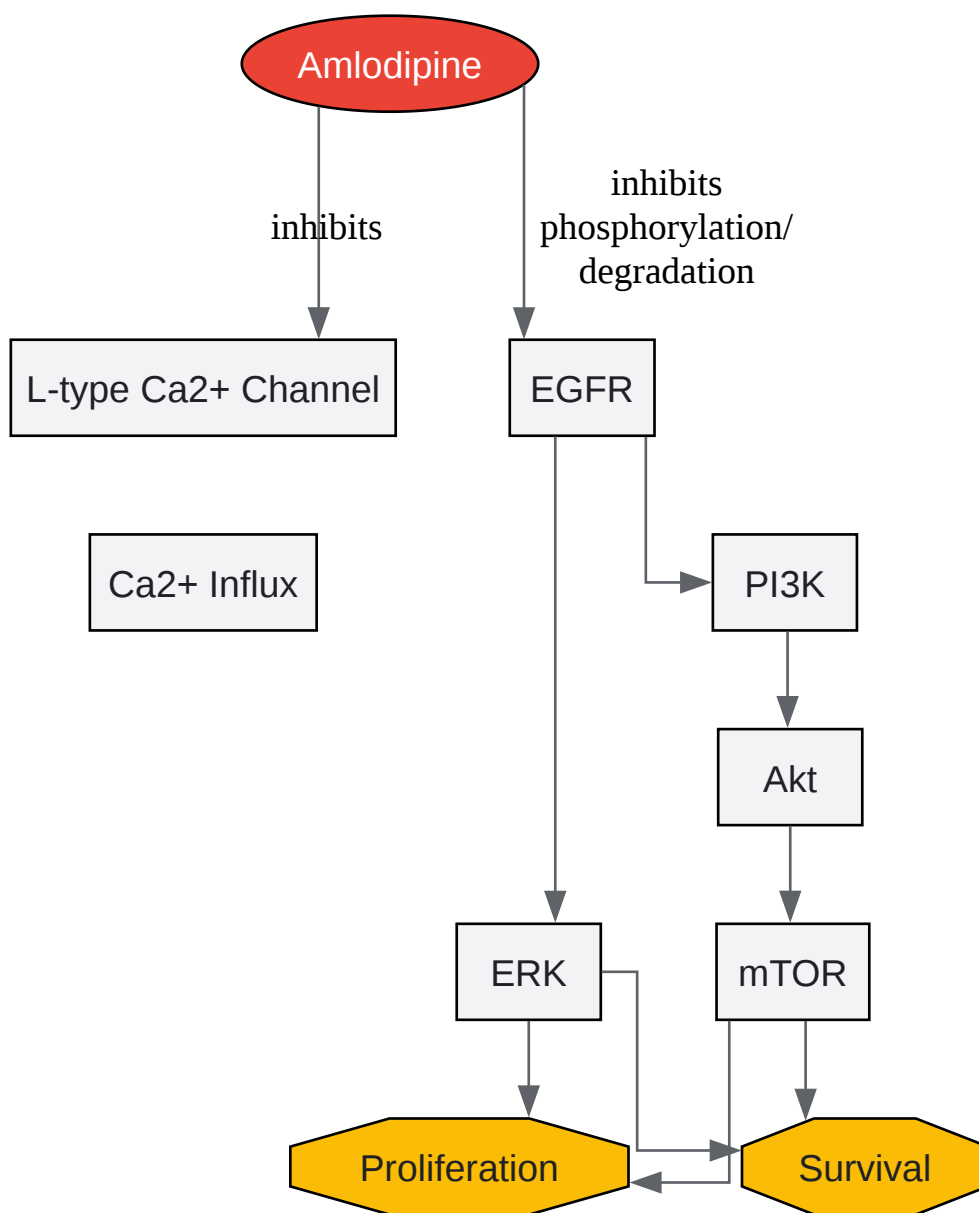 Amlodipine
inhibits
inhibits
phosphorylation/
degradation
L-type Ca2+ Channel
EGFR
Ca2+ Influx
PI3K
Akt
ERK
mTOR
Proliferation
Survival